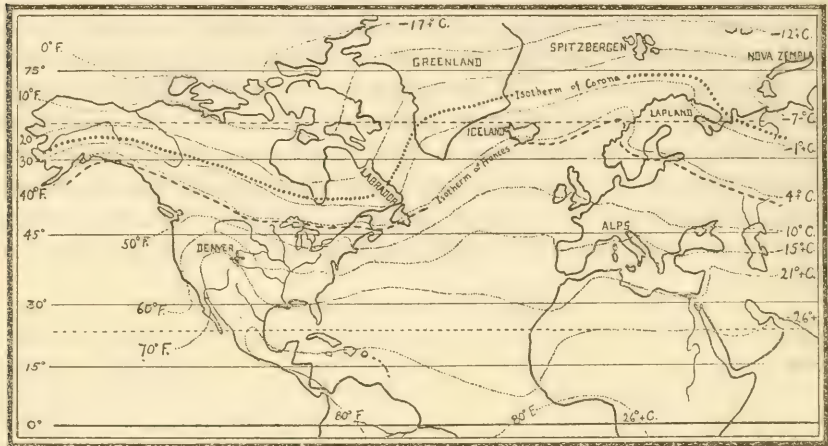 -17+C.
-12+C.
0°F.
GREENLAND
SPITZBERGEN
NOVA ZEMBLA
75°
10°F.
Isotherm of Corona
LAPLAND
ICELAND
-7°C.
20
-1°C.
30
LABRADOR
Isotherm of Frances
40°F.
4°C.
50°F.
45°
DENVER
ALPS
10°C.
-15°C.
21°+C.
60°F.
30°
26°+
70°F.
15°
80°F.
80°F.
26°+C.
0°